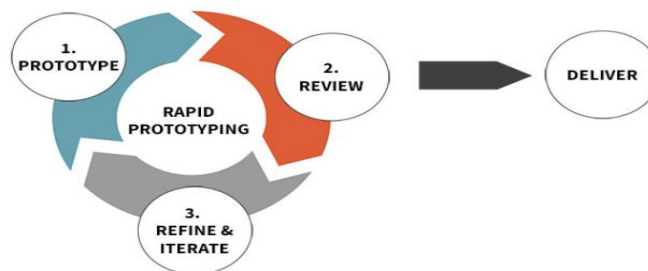 1.
PROTOTYPE
2.
REVIEW
DELIVER
RAPID
PROTOTYPING
3.
REFINE &
ITERATE